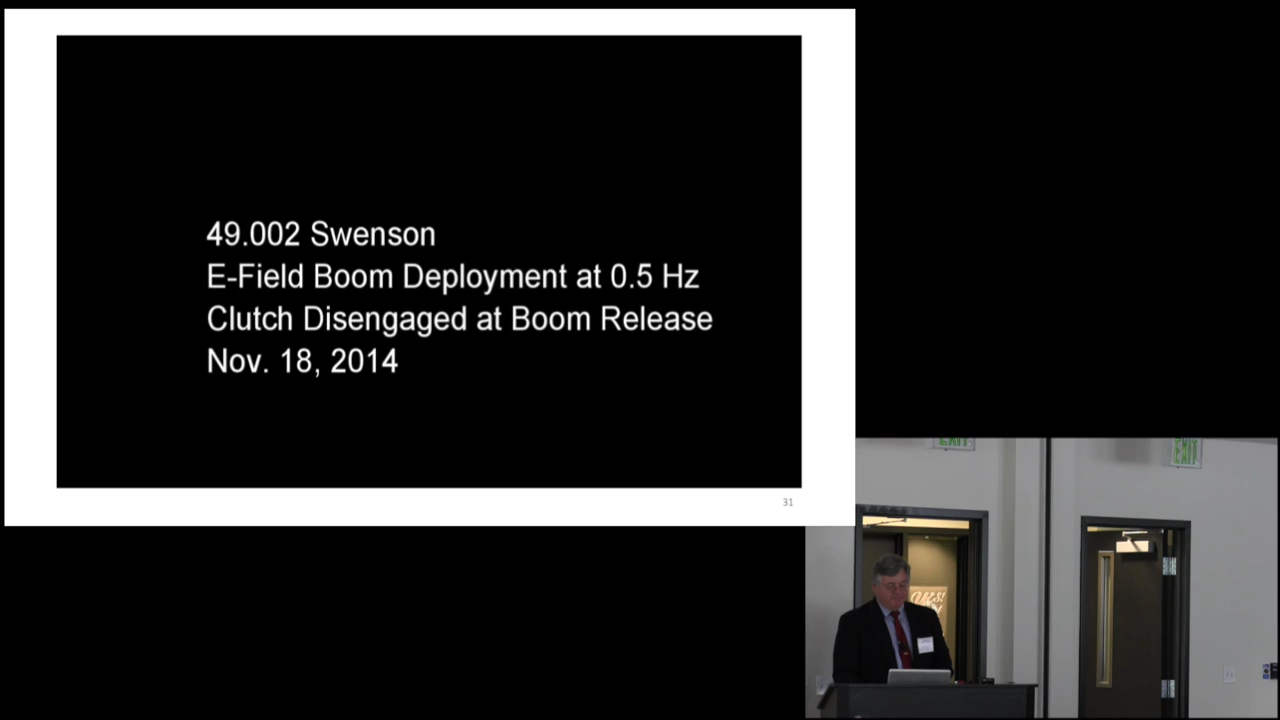 49.002 Swenson
E-Field Boom Deployment at 0.5 Hz
Clutch Disengaged at Boom Release
Nov. 18, 2014
31
EXIT
EXIT
YES!